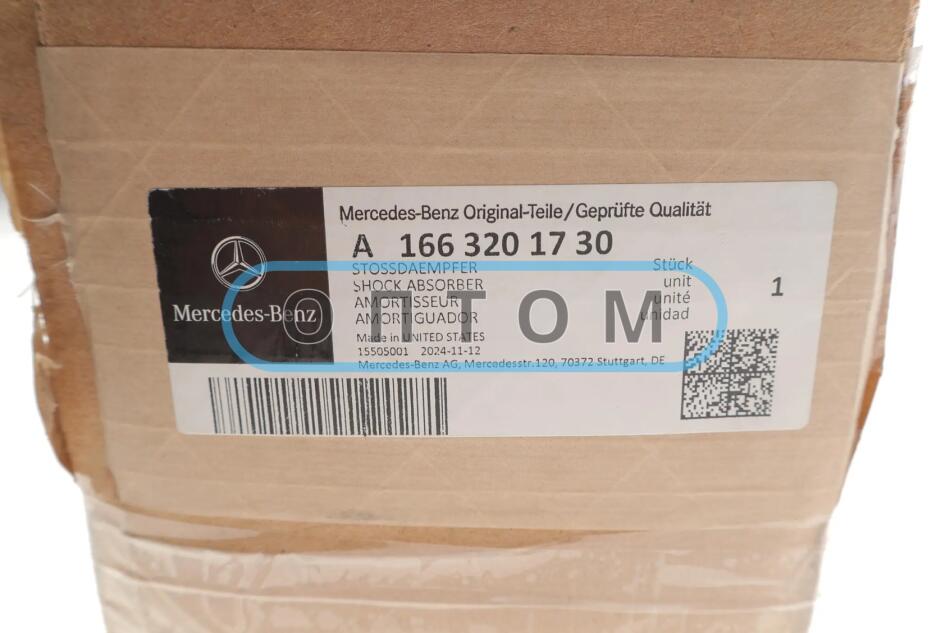 Mercedes-Benz Original-Teile/Geprüfte Qualität
A 166 320 17 30
STOSSDAEMPFER Stück
SHOCK ABSORBER unit
AMORTISSEUR unité
AMORTIGUADOR unidad
1
Mercedes-Benz
ОПТОМ
Made in UNITED STATES
15505001 2024-11-12
Mercedes-Benz AG, Mercedesstr.120, 70372 Stuttgart, DE